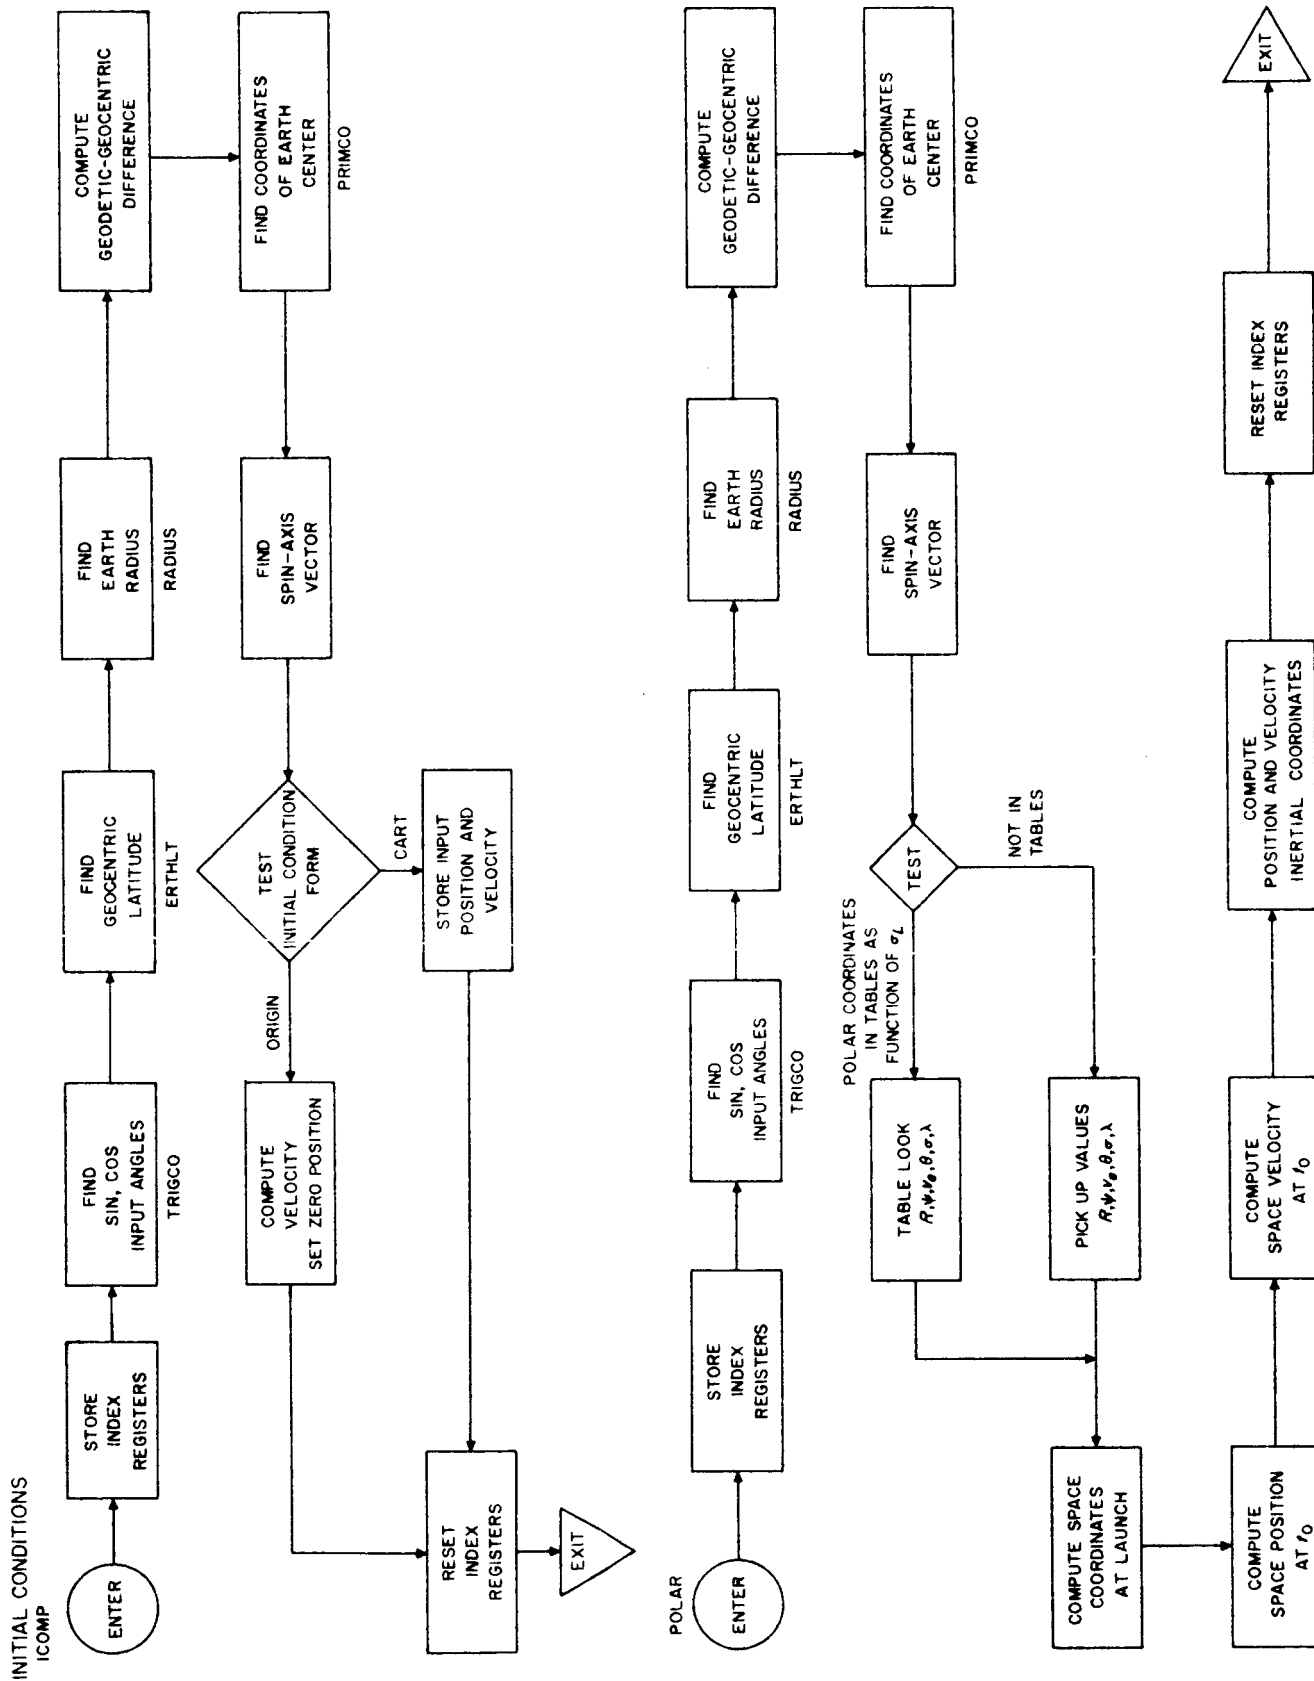 INITIAL CONDITIONS
ICOMP
ENTER
STORE
INDEX
REGISTERS
FIND
SIN, COS
INPUT ANGLES
TRIGCO
FIND
GEOCENTRIC
LATITUDE
ERTHLT
FIND
EARTH
RADIUS
RADIUS
COMPUTE
GEODETIC-GEOCENTRIC
DIFFERENCE
FIND COORDINATES
OF EARTH
CENTER
PRIMCO
FIND
SPIN-AXIS
VECTOR
TEST
INITIAL CONDITION
FORM
ORIGIN
CART
COMPUTE
VELOCITY
SET ZERO POSITION
STORE INPUT
POSITION AND
VELOCITY
RESET
INDEX
REGISTERS
EXIT
POLAR
ENTER
STORE
INDEX
REGISTERS
FIND
SIN, COS
INPUT ANGLES
TRIGCO
FIND
GEOCENTRIC
LATITUDE
ERTHLT
FIND
EARTH
RADIUS
RADIUS
COMPUTE
GEODETIC-GEOCENTRIC
DIFFERENCE
FIND COORDINATES
OF EARTH
CENTER
PRIMCO
FIND
SPIN-AXIS
VECTOR
TEST
POLAR COORDINATES
IN TABLES AS
FUNCTION OF σL
NOT IN
TABLES
TABLE LOOK
R,ψ,vθ,θ,σ,λ
PICK UP VALUES
R,ψ,vθ,θ,σ,λ
COMPUTE SPACE
COORDINATES
AT LAUNCH
COMPUTE
SPACE POSITION
AT t0
COMPUTE
SPACE VELOCITY
AT t0
COMPUTE
POSITION AND VELOCITY
INERTIAL COORDINATES
RESET INDEX
REGISTERS
EXIT